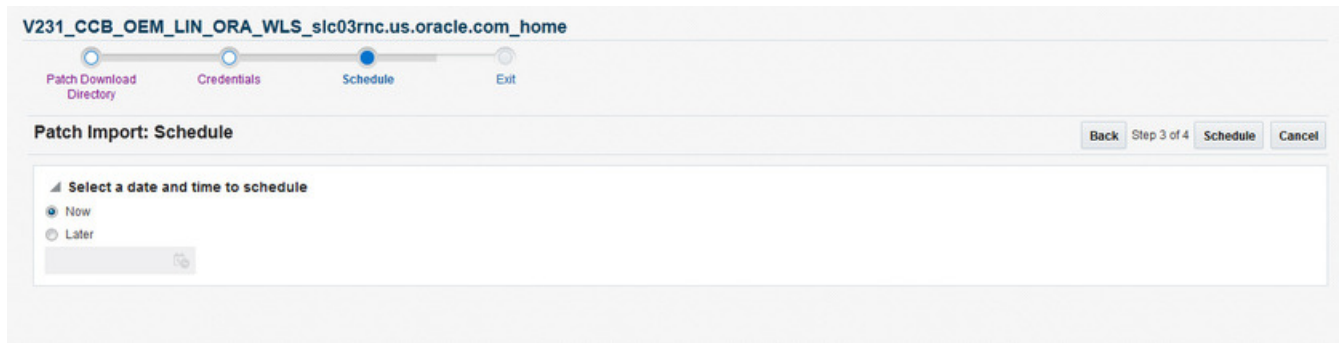 V231_CCB_OEM_LIN_ORA_WLS_slc03rnc.us.oracle.com_home
Patch Download
Directory
Credentials
Schedule
Exit
Patch Import: Schedule
Back Step 3 of 4 Schedule Cancel
Select a date and time to schedule
Now
Later